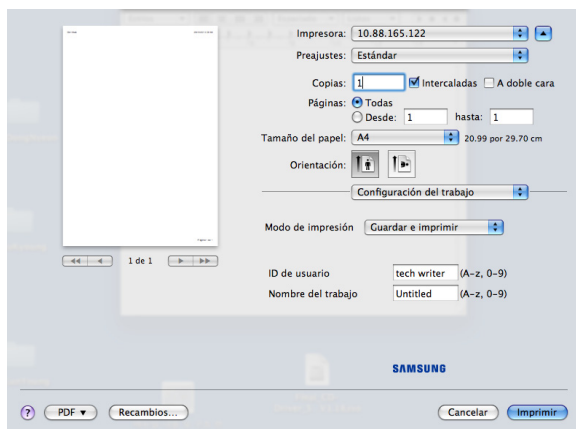 Impresora: 10.88.165.122
Preajustes: Estándar
Copias: 1 Intercaladas A doble cara
Páginas: Todas
Desde: 1 hasta: 1
Tamaño del papel: A4 20.99 por 29.70 cm
Orientación:
Configuración del trabajo
Modo de impresión Guardar e imprimir
1 de 1
ID de usuario tech writer (A-z, 0-9)
Nombre del trabajo Untitled (A-z, 0-9)
SAMSUNG
? PDF Recambios... Cancelar Imprimir